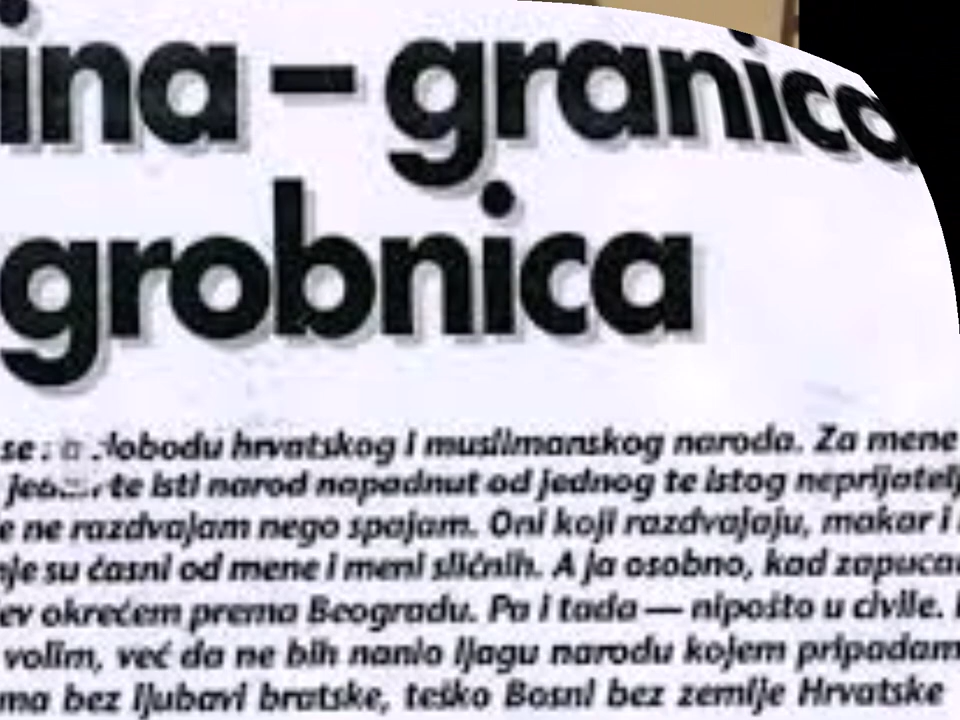 ina – granica
grobnica
se slobodu hrvatskog i muslimanskog naroda. Za mene
te isti narod napadnut od jednog te istog neprijatelj
e ne razdvajam nego spajam. Oni koji razdvajaju, makar i
nje su časni od mene i meni sličnih. A ja osobno, kad zapuca
ev okrećem prema Beogradu. Pa i tada — nipošto u civile.
volim, već da ne bih nanio ljagu narodu kojem pripadam
ma bez ljubavi bratske, teško Bosni bez zemlje Hrvatske